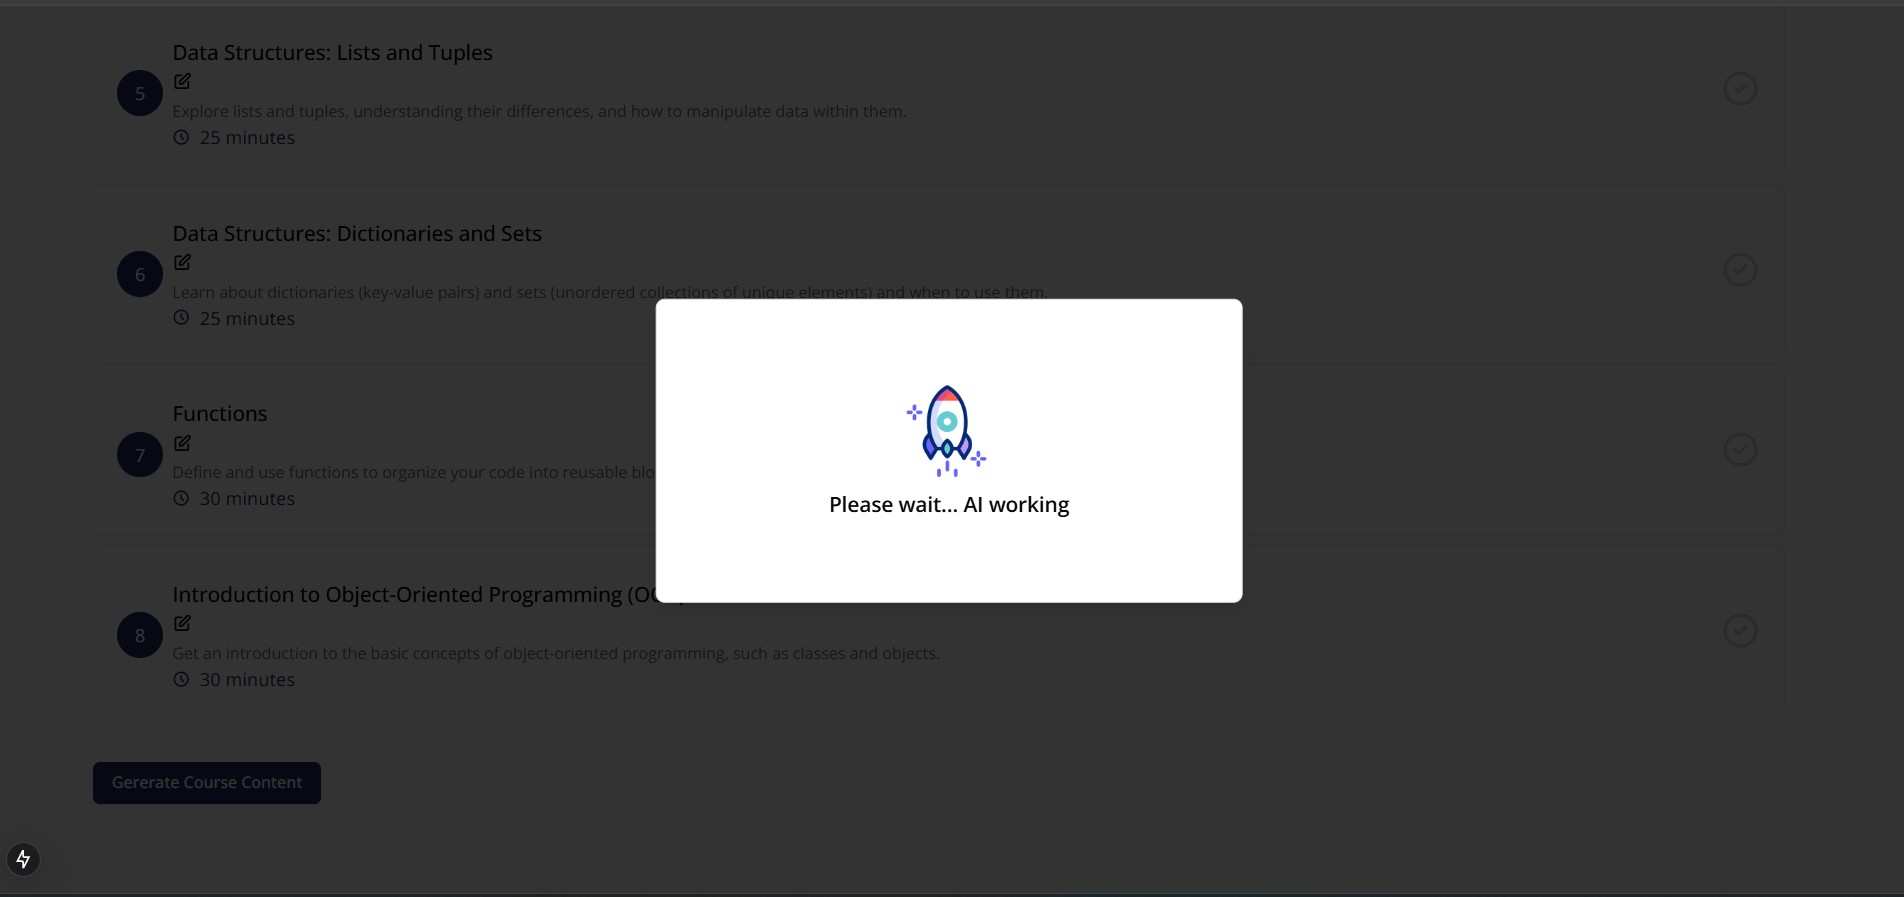 Data Structures: Lists and Tuples
5
Explore lists and tuples, understanding their differences, and how to manipulate data within them.
25 minutes
Data Structures: Dictionaries and Sets
6
Learn about dictionaries (key-value pairs) and sets (unordered collections of unique elements) and when to use them.
25 minutes
Functions
7
Define and use functions to organize your code into reusable
30 minutes
Please wait... AI working
Introduction to Object-Oriented Programming
8
Get an introduction to the basic concepts of object-oriented programming, such as classes and objects.
30 minutes
Gererate Course Content